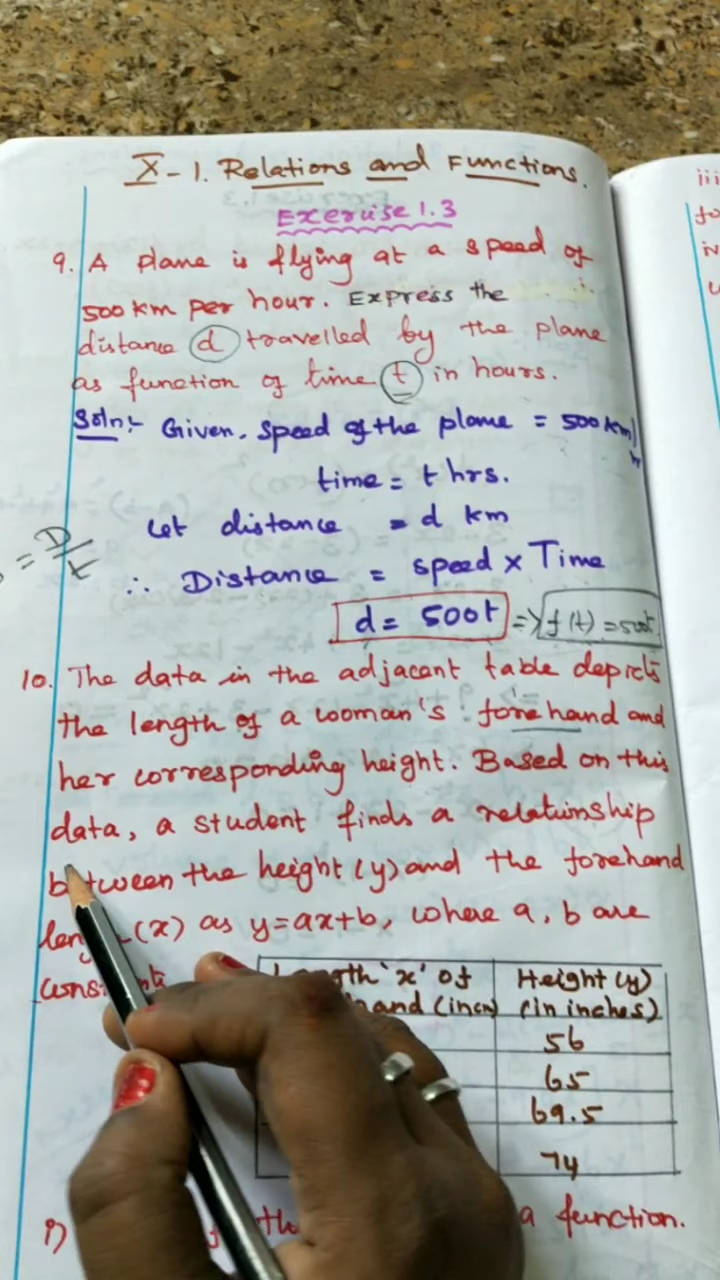 X-1. Relations and Functions.
Exercise 1.3
9. A plane is flying at a speed of
500 km per hour. Express the
distance d travelled by the plane
as function of time t in hours.
Soln:- Given, speed of the plane = 500 km/
time = t hrs.
Let distance = d km
= D/t
∴ Distance = speed x Time
d = 500t => f(t) = 500t
10. The data in the adjacent table depicts
the length of a woman's forehand and
her corresponding height. Based on this
data, a student finds a relationship
between the height (y) and the forehand
(x) as y=ax+b, where a, b are
'x' of Height (y)
(in inches)
56
65
69.5
74
i) a function.
iii